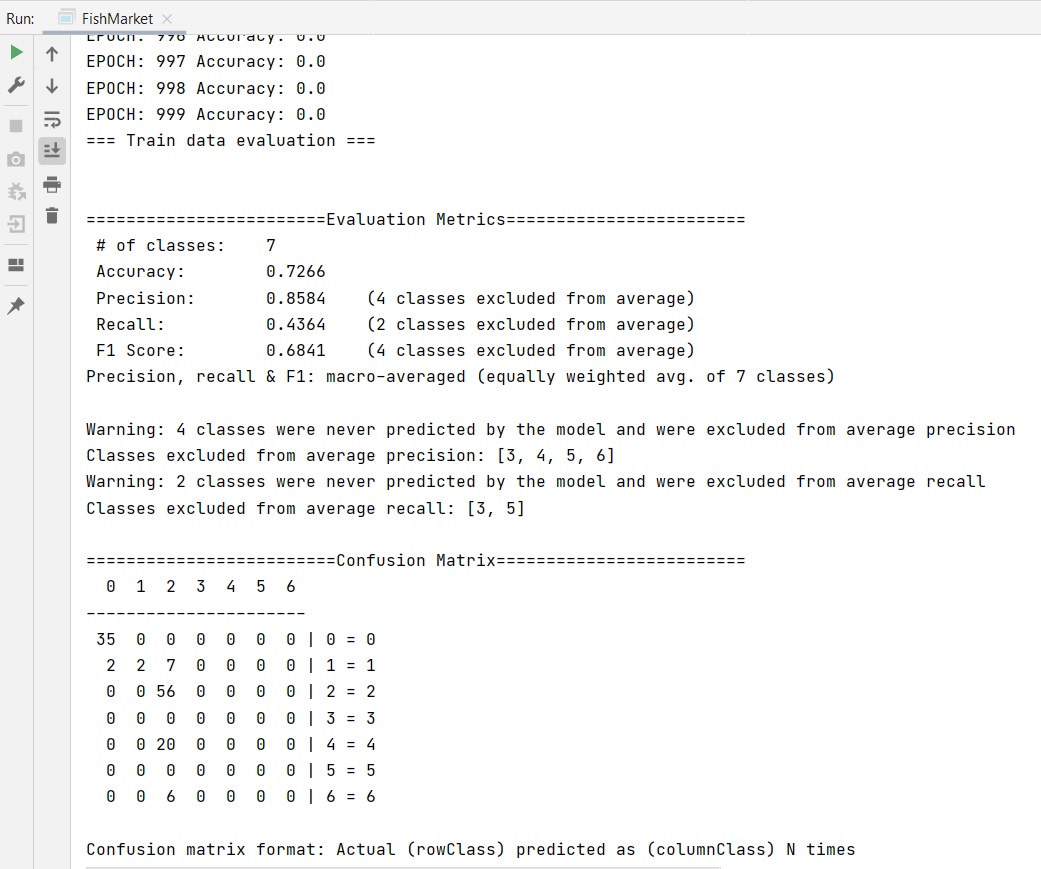 Run: FishMarket
EPOCH: 996 Accuracy: 0.0
EPOCH: 997 Accuracy: 0.0
EPOCH: 998 Accuracy: 0.0
EPOCH: 999 Accuracy: 0.0
=== Train data evaluation ===
========================Evaluation Metrics========================
# of classes: 7
Accuracy: 0.7266
Precision: 0.8584 (4 classes excluded from average)
Recall: 0.4364 (2 classes excluded from average)
F1 Score: 0.6841 (4 classes excluded from average)
Precision, recall & F1: macro-averaged (equally weighted avg. of 7 classes)
Warning: 4 classes were never predicted by the model and were excluded from average precision
Classes excluded from average precision: [3, 4, 5, 6]
Warning: 2 classes were never predicted by the model and were excluded from average recall
Classes excluded from average recall: [3, 5]
=========================Confusion Matrix=========================
0 1 2 3 4 5 6
----------------------
35 0 0 0 0 0 0 | 0 = 0
2 2 7 0 0 0 0 | 1 = 1
0 0 56 0 0 0 0 | 2 = 2
0 0 0 0 0 0 0 | 3 = 3
0 0 20 0 0 0 0 | 4 = 4
0 0 0 0 0 0 0 | 5 = 5
0 0 6 0 0 0 0 | 6 = 6
Confusion matrix format: Actual (rowClass) predicted as (columnClass) N times